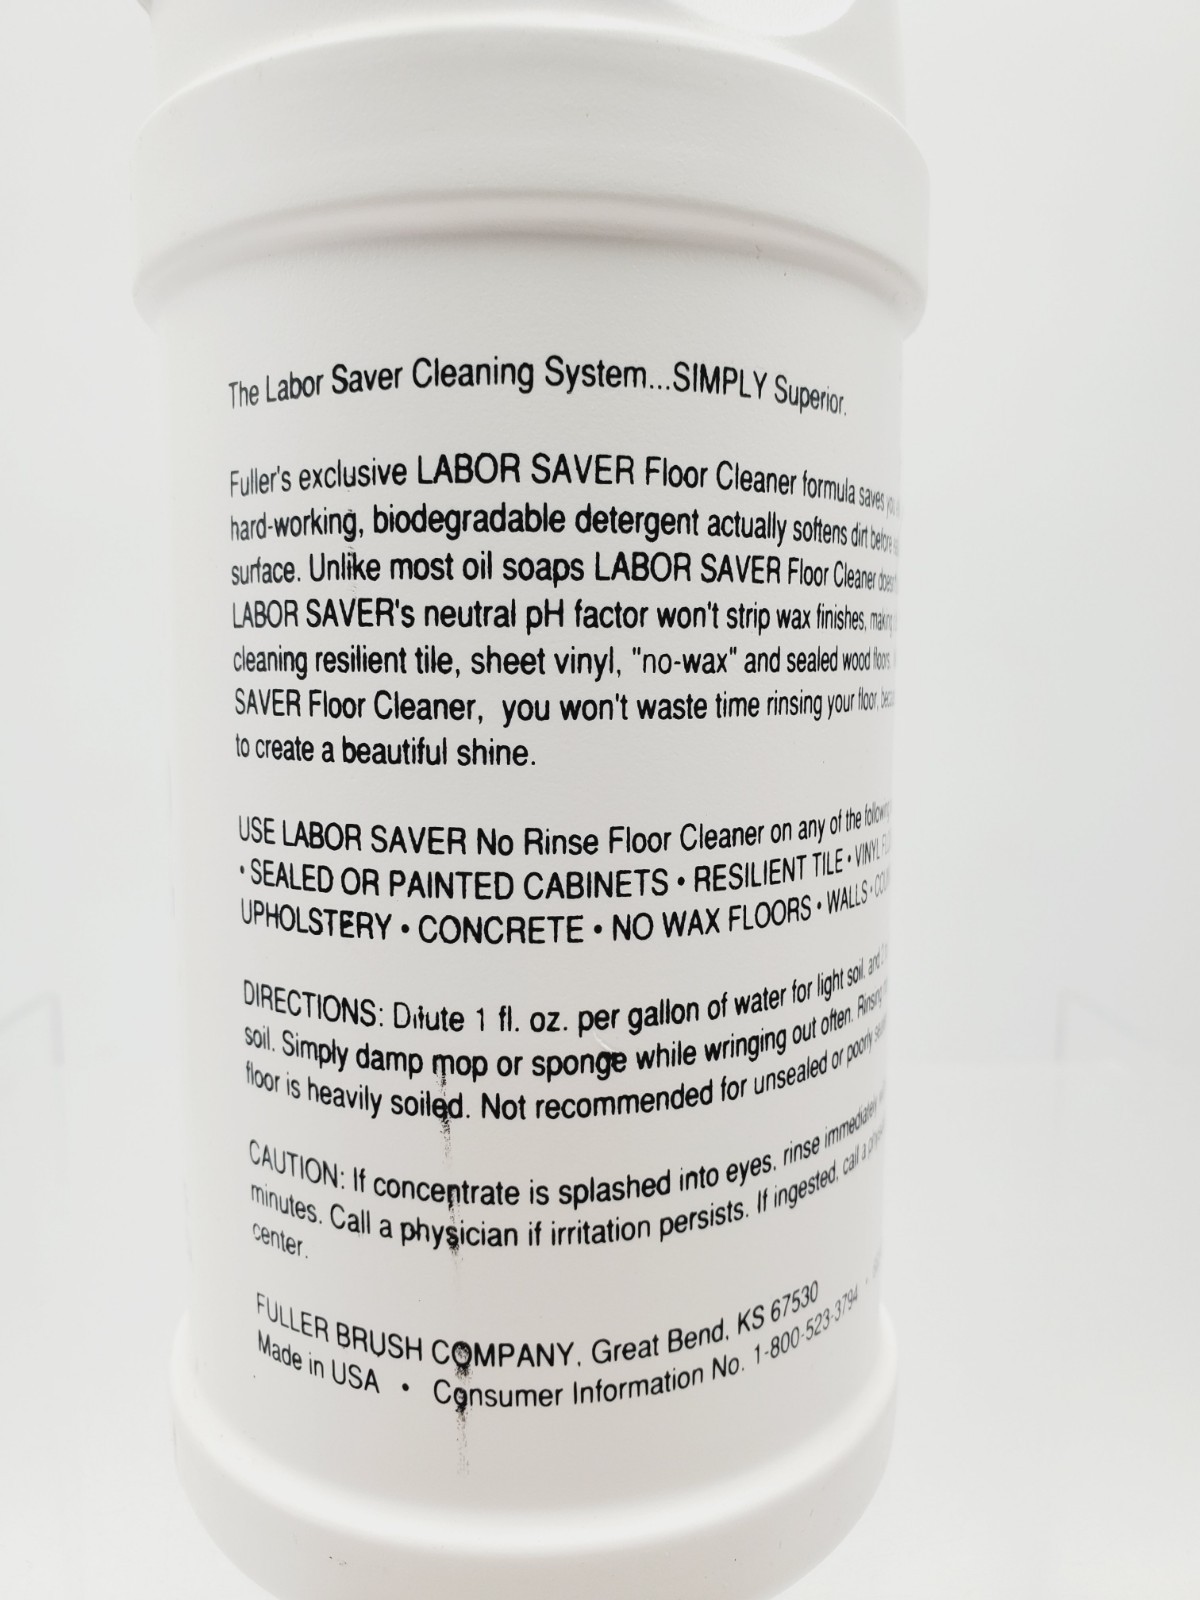 The Labor Saver Cleaning System...SIMPLY Superior.
Fuller's exclusive LABOR SAVER Floor Cleaner formula saves you
hard-working, biodegradable detergent actually softens dirt before
surface. Unlike most oil soaps LABOR SAVER Floor Cleaner
LABOR SAVER's neutral pH factor won't strip wax finishes, making
cleaning resilient tile, sheet vinyl, "no-wax" and sealed wood floors.
SAVER Floor Cleaner, you won't waste time rinsing your floor,
to create a beautiful shine.
USE LABOR SAVER No Rinse Floor Cleaner on any of the following
• SEALED OR PAINTED CABINETS • RESILIENT TILE • VINYL
UPHOLSTERY • CONCRETE • NO WAX FLOORS • WALLS •
DIRECTIONS: Dilute 1 fl. oz. per gallon of water for light soil, and
soil. Simply damp mop or sponge while wringing out often. Rinsing
floor is heavily soiled. Not recommended for unsealed or poorly
CAUTION: If concentrate is splashed into eyes, rinse immediately
minutes. Call a physician if irritation persists. If ingested, call a
center.
FULLER BRUSH COMPANY, Great Bend, KS 67530
Made in USA • Consumer Information No. 1-800-523-3794 •